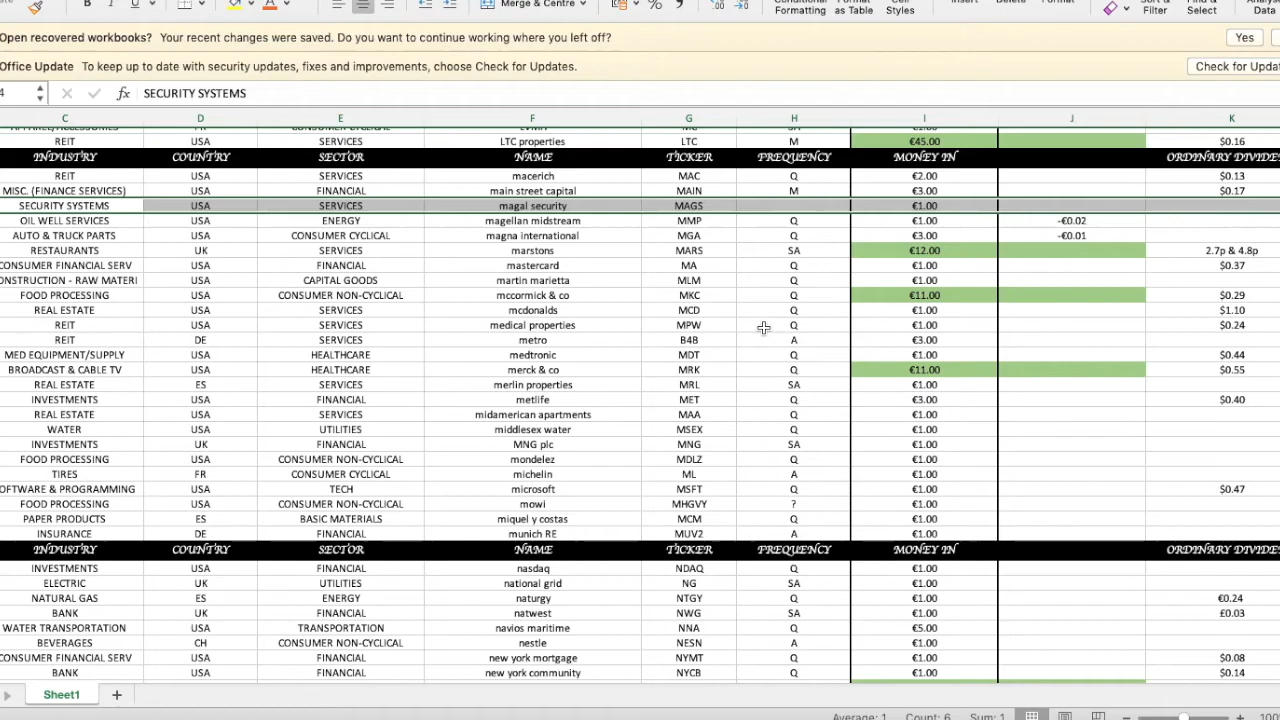 B I U Merge & Centre % Conditional Formatting Format as Table Cell Styles Insert Delete Format Sort & Filter Find & Select Data
Open recovered workbooks? Your recent changes were saved. Do you want to continue working where you left off? Yes
Office Update To keep up to date with security updates, fixes and improvements, choose Check for Updates. Check for Upda
4 fx SECURITY SYSTEMS
C D E F G H I J K
REIT USA SERVICES LTC properties LTC M €45.00 $0.16
INDUSTRY COUNTRY SECTOR NAME TICKER FREQUENCY MONEY IN ORDINARY DIVIDE
REIT USA SERVICES macerich MAC Q €2.00 $0.13
MISC. (FINANCE SERVICES) USA FINANCIAL main street capital MAIN M €3.00 $0.17
SECURITY SYSTEMS USA SERVICES magal security MAGS €1.00
OIL WELL SERVICES USA ENERGY magellan midstream MMP Q €1.00 -€0.02
AUTO & TRUCK PARTS USA CONSUMER CYCLICAL magna international MGA Q €3.00 -€0.01
RESTAURANTS UK SERVICES marstons MARS SA €12.00 2.7p & 4.8p
CONSUMER FINANCIAL SERV USA FINANCIAL mastercard MA Q €1.00 $0.37
ONSTRUCTION - RAW MATERI USA CAPITAL GOODS martin marietta MLM Q €1.00
FOOD PROCESSING USA CONSUMER NON-CYCLICAL mccormick & co MKC Q €11.00 $0.29
REAL ESTATE USA SERVICES mcdonalds MCD Q €1.00 $1.10
REIT USA SERVICES medical properties MPW Q €1.00 $0.24
REIT DE SERVICES metro B4B A €3.00
MED EQUIPMENT/SUPPLY USA HEALTHCARE medtronic MDT Q €1.00 $0.44
BROADCAST & CABLE TV USA HEALTHCARE merck & co MRK Q €11.00 $0.55
REAL ESTATE ES SERVICES merlin properties MRL SA €1.00
INVESTMENTS USA FINANCIAL metlife MET Q €3.00 $0.40
REAL ESTATE USA SERVICES midamerican apartments MAA Q €1.00
WATER USA UTILITIES middlesex water MSEX Q €1.00
INVESTMENTS UK FINANCIAL MNG plc MNG SA €1.00
FOOD PROCESSING USA CONSUMER NON-CYCLICAL mondelez MDLZ Q €1.00
TIRES FR CONSUMER CYCLICAL michelin ML A €1.00
OFTWARE & PROGRAMMING USA TECH microsoft MSFT Q €1.00 $0.47
FOOD PROCESSING USA CONSUMER NON-CYCLICAL mowi MHGVY ? €1.00
PAPER PRODUCTS ES BASIC MATERIALS miquel y costas MCM Q €1.00
INSURANCE DE FINANCIAL munich RE MUV2 A €1.00
INDUSTRY COUNTRY SECTOR NAME TICKER FREQUENCY MONEY IN ORDINARY DIVIDE
INVESTMENTS USA FINANCIAL nasdaq NDAQ Q €1.00
ELECTRIC UK UTILITIES national grid NG SA €1.00
NATURAL GAS ES ENERGY naturgy NTGY Q €1.00 €0.24
BANK UK FINANCIAL natwest NWG SA €1.00 £0.03
WATER TRANSPORTATION USA TRANSPORTATION navios maritime NNA Q €5.00
BEVERAGES CH CONSUMER NON-CYCLICAL nestle NESN A €1.00
CONSUMER FINANCIAL SERV USA FINANCIAL new york mortgage NYMT Q €1.00 $0.08
BANK USA FINANCIAL new york community NYCB Q €1.00 $0.14
Sheet1 +
Average: 1 Count: 6 Sum: 1